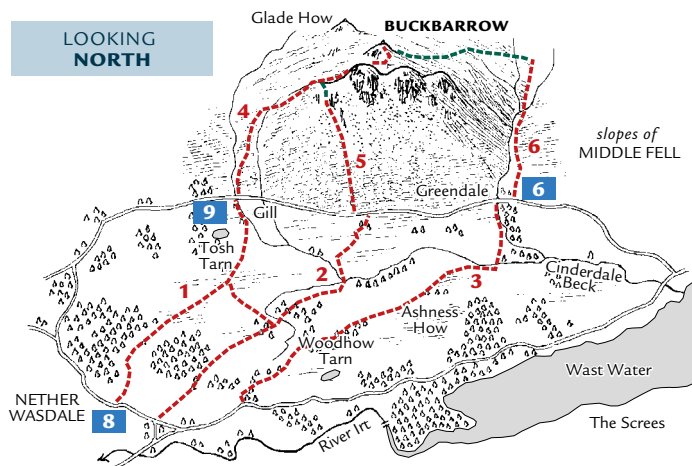 Glade How
BUCKBARROW
LOOKING
NORTH
4
slopes of
MIDDLE FELL
6
5
Greendale
6
9
Gill
Tosh
Tarn
2
3
Cinderdale
Beck
1
Ashness
How
Woodhow
Tarn
Wast Water
NETHER
WASDALE
8
River Irt
The Screes